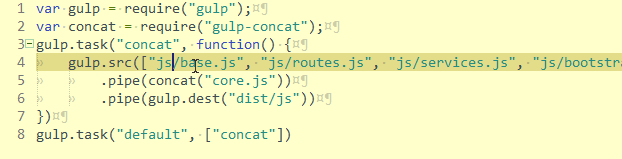 1 var gulp = require("gulp");
2 var concat = require("gulp-concat");
3 gulp.task("concat", function() {
4 gulp.src(["js/base.js", "js/routes.js", "js/services.js", "js/bootstra
5 .pipe(concat("core.js"))
6 .pipe(gulp.dest("dist/js"))
7 })
8 gulp.task("default", ["concat"])